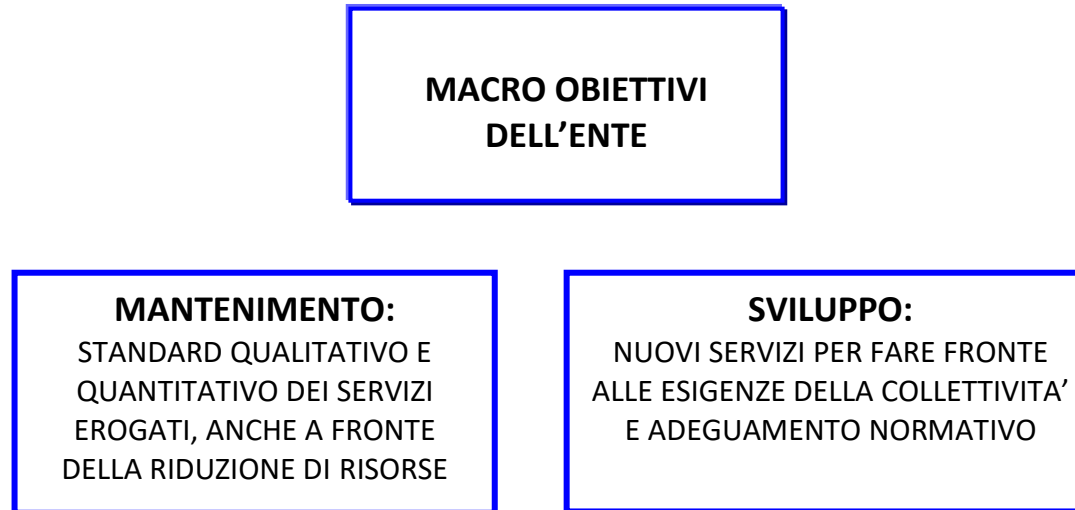 MACRO OBIETTIVI
DELL’ENTE
MANTENIMENTO:
STANDARD QUALITATIVO E
QUANTITATIVO DEI SERVIZI
EROGATI, ANCHE A FRONTE
DELLA RIDUZIONE DI RISORSE
SVILUPPO:
NUOVI SERVIZI PER FARE FRONTE
ALLE ESIGENZE DELLA COLLETTIVITA’
E ADEGUAMENTO NORMATIVO